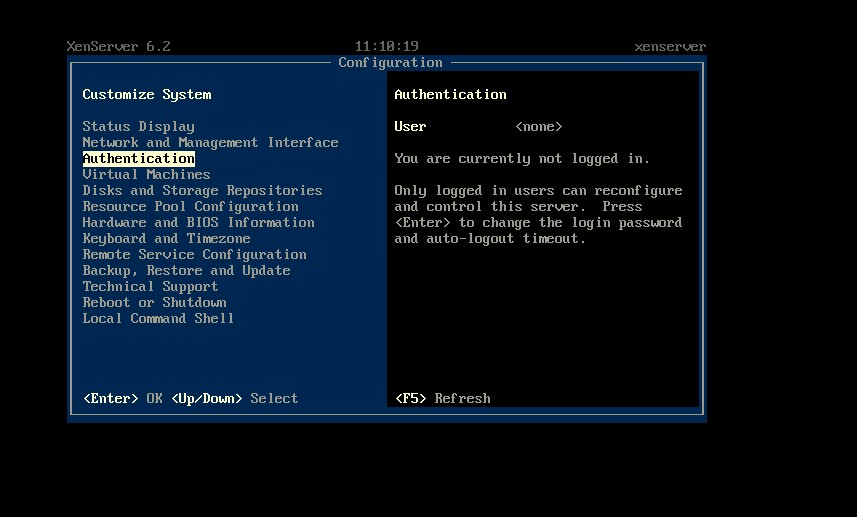 XenServer 6.2 11:10:19 xenserver
Configuration
Customize System
Status Display
Network and Management Interface
Authentication
Virtual Machines
Disks and Storage Repositories
Resource Pool Configuration
Hardware and BIOS Information
Keyboard and Timezone
Remote Service Configuration
Backup, Restore and Update
Technical Support
Reboot or Shutdown
Local Command Shell
<Enter> OK <Up/Down> Select
Authentication
User <none>
You are currently not logged in.
Only logged in users can reconfigure
and control this server. Press
<Enter> to change the login password
and auto-logout timeout.
<F5> Refresh